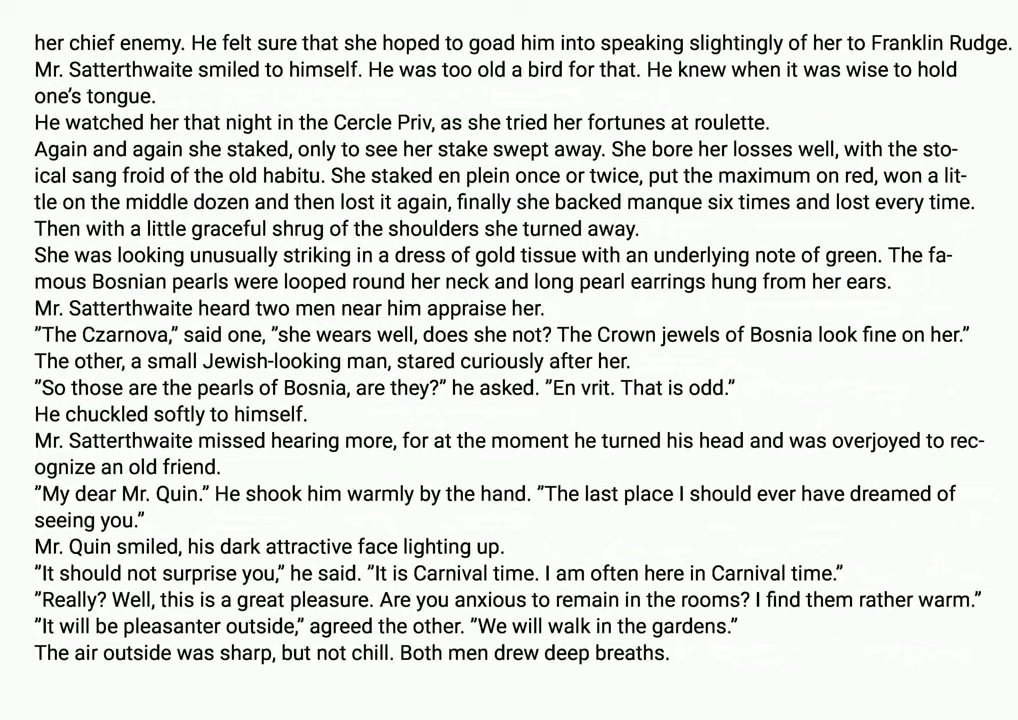 her chief enemy. He felt sure that she hoped to goad him into speaking slightingly of her to Franklin Rudge.
Mr. Satterthwaite smiled to himself. He was too old a bird for that. He knew when it was wise to hold
one’s tongue.
He watched her that night in the Cercle Priv, as she tried her fortunes at roulette.
Again and again she staked, only to see her stake swept away. She bore her losses well, with the sto-
ical sang froid of the old habitu. She staked en plein once or twice, put the maximum on red, won a lit-
tle on the middle dozen and then lost it again, finally she backed manque six times and lost every time.
Then with a little graceful shrug of the shoulders she turned away.
She was looking unusually striking in a dress of gold tissue with an underlying note of green. The fa-
mous Bosnian pearls were looped round her neck and long pearl earrings hung from her ears.
Mr. Satterthwaite heard two men near him appraise her.
”The Czarnova,” said one, ”she wears well, does she not? The Crown jewels of Bosnia look fine on her.”
The other, a small Jewish-looking man, stared curiously after her.
”So those are the pearls of Bosnia, are they?” he asked. ”En vrit. That is odd.”
He chuckled softly to himself.
Mr. Satterthwaite missed hearing more, for at the moment he turned his head and was overjoyed to rec-
ognize an old friend.
”My dear Mr. Quin.” He shook him warmly by the hand. ”The last place I should ever have dreamed of
seeing you.”
Mr. Quin smiled, his dark attractive face lighting up.
”It should not surprise you,” he said. ”It is Carnival time. I am often here in Carnival time.”
”Really? Well, this is a great pleasure. Are you anxious to remain in the rooms? I find them rather warm.”
”It will be pleasanter outside,” agreed the other. ”We will walk in the gardens.”
The air outside was sharp, but not chill. Both men drew deep breaths.